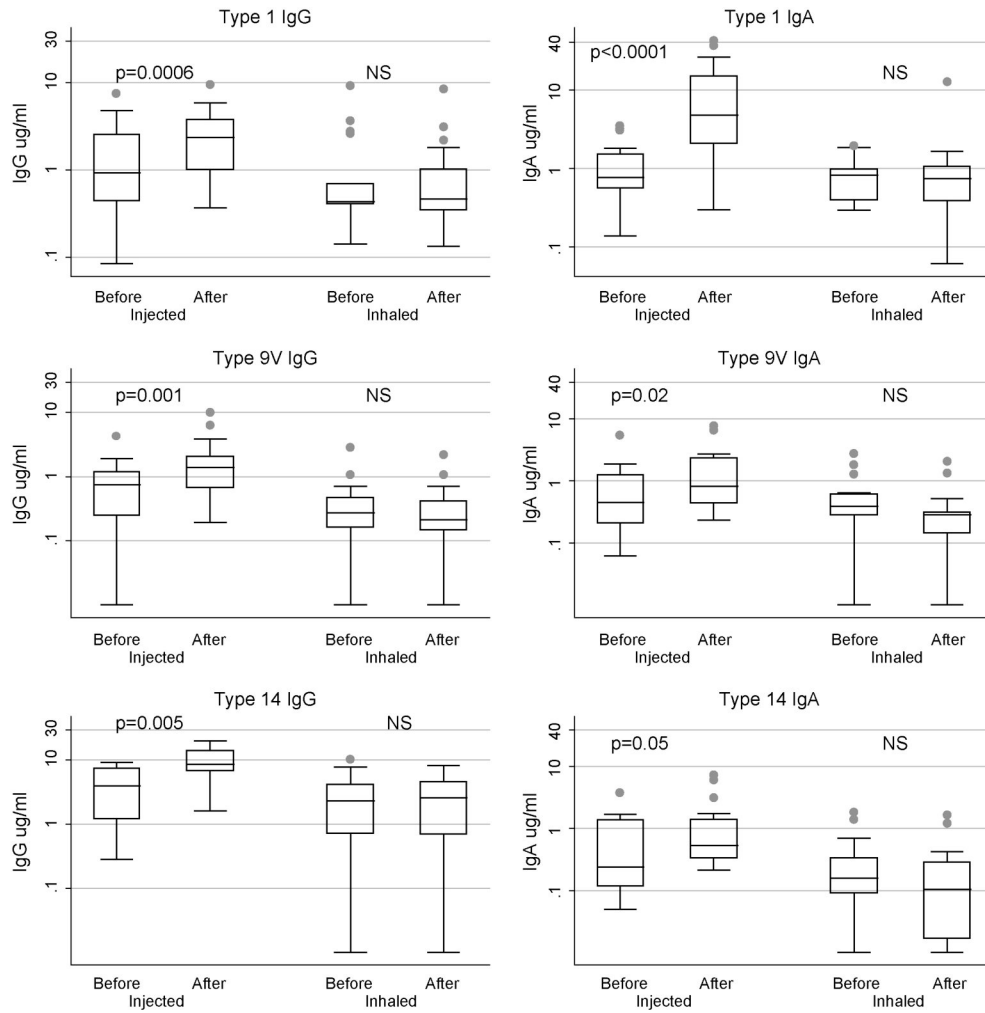 Type 1 IgG
30
10
1
.1
IgG ug/ml
p=0.0006
NS
Before After Before After
Injected Inhaled
Type 1 IgA
40
10
1
.1
IgA ug/ml
p<0.0001
NS
Before After Before After
Injected Inhaled
Type 9V IgG
30
10
1
.1
IgG ug/ml
p=0.001
NS
Before After Before After
Injected Inhaled
Type 9V IgA
40
10
1
.1
IgA ug/ml
p=0.02
NS
Before After Before After
Injected Inhaled
Type 14 IgG
30
10
1
.1
IgG ug/ml
p=0.005
NS
Before After Before After
Injected Inhaled
Type 14 IgA
40
10
1
.1
IgA ug/ml
p=0.05
NS
Before After Before After
Injected Inhaled